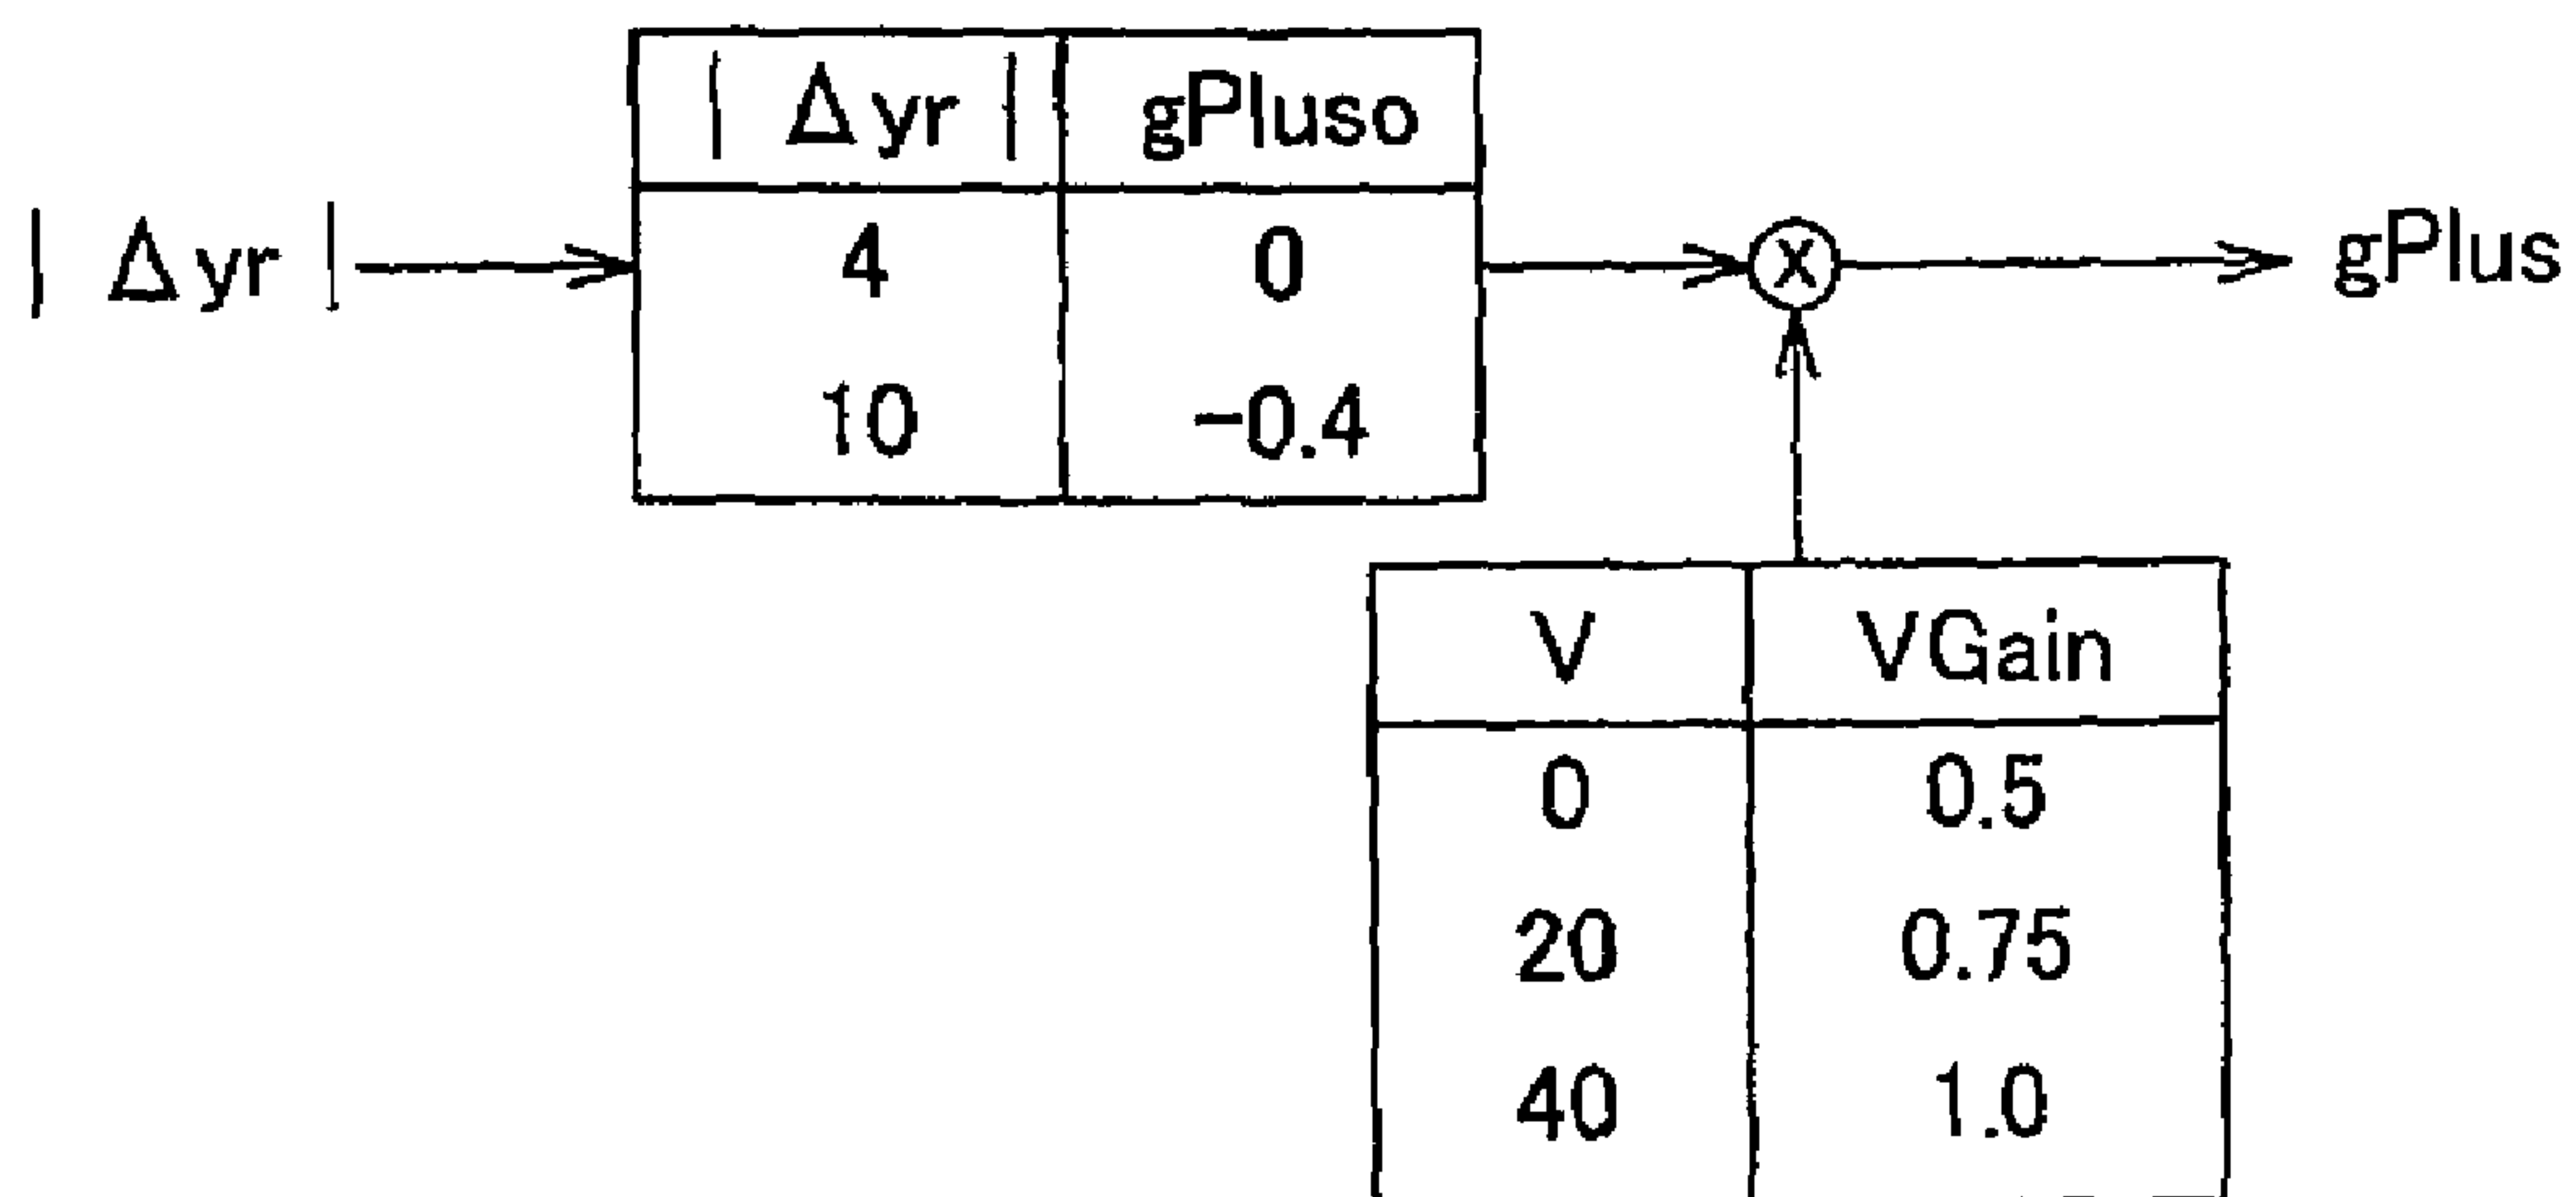 | Δyr | gPluso
| Δyr | 4 0 x gPlus
10 -0.4
V VGain
0 0.5
20 0.75
40 1.0